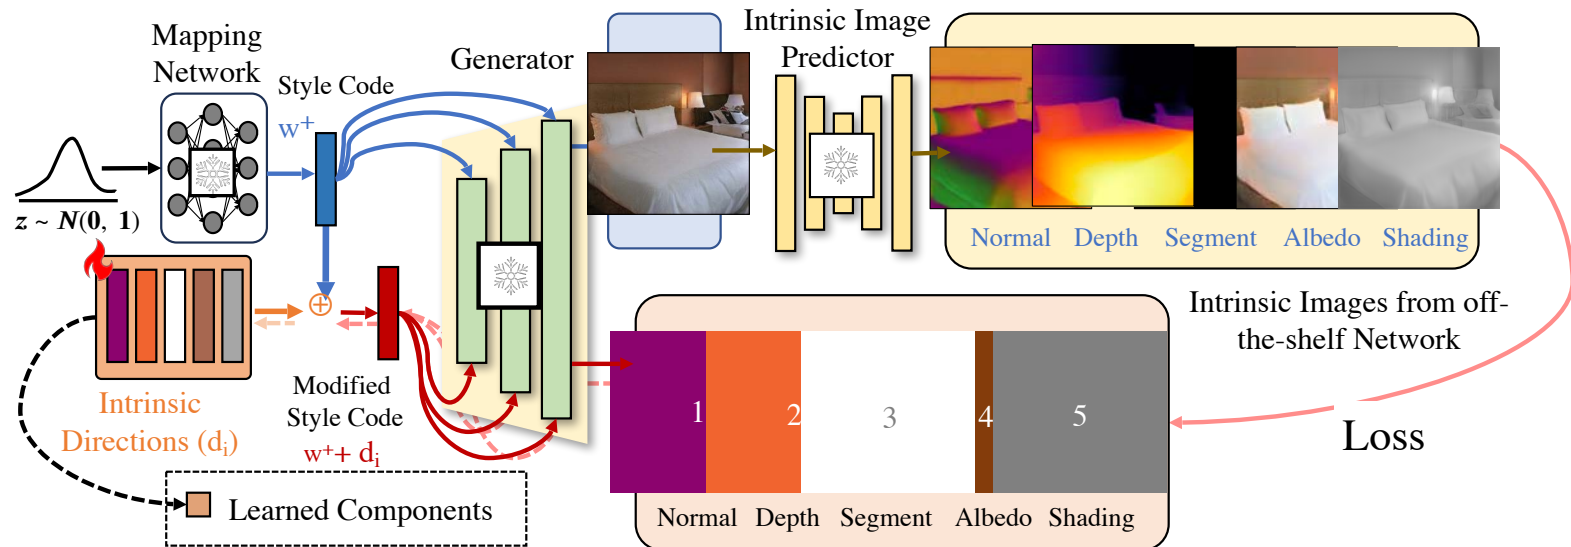 Mapping
Network
Style Code
w+
Generator
Intrinsic Image
Predictor
z ~ N(0, 1)
Normal Depth Segment Albedo Shading
Intrinsic Images from off-
the-shelf Network
Intrinsic
Directions (di)
Modified
Style Code
w++ di
1 2 3 4 5
Loss
Normal Depth Segment Albedo Shading
Learned Components